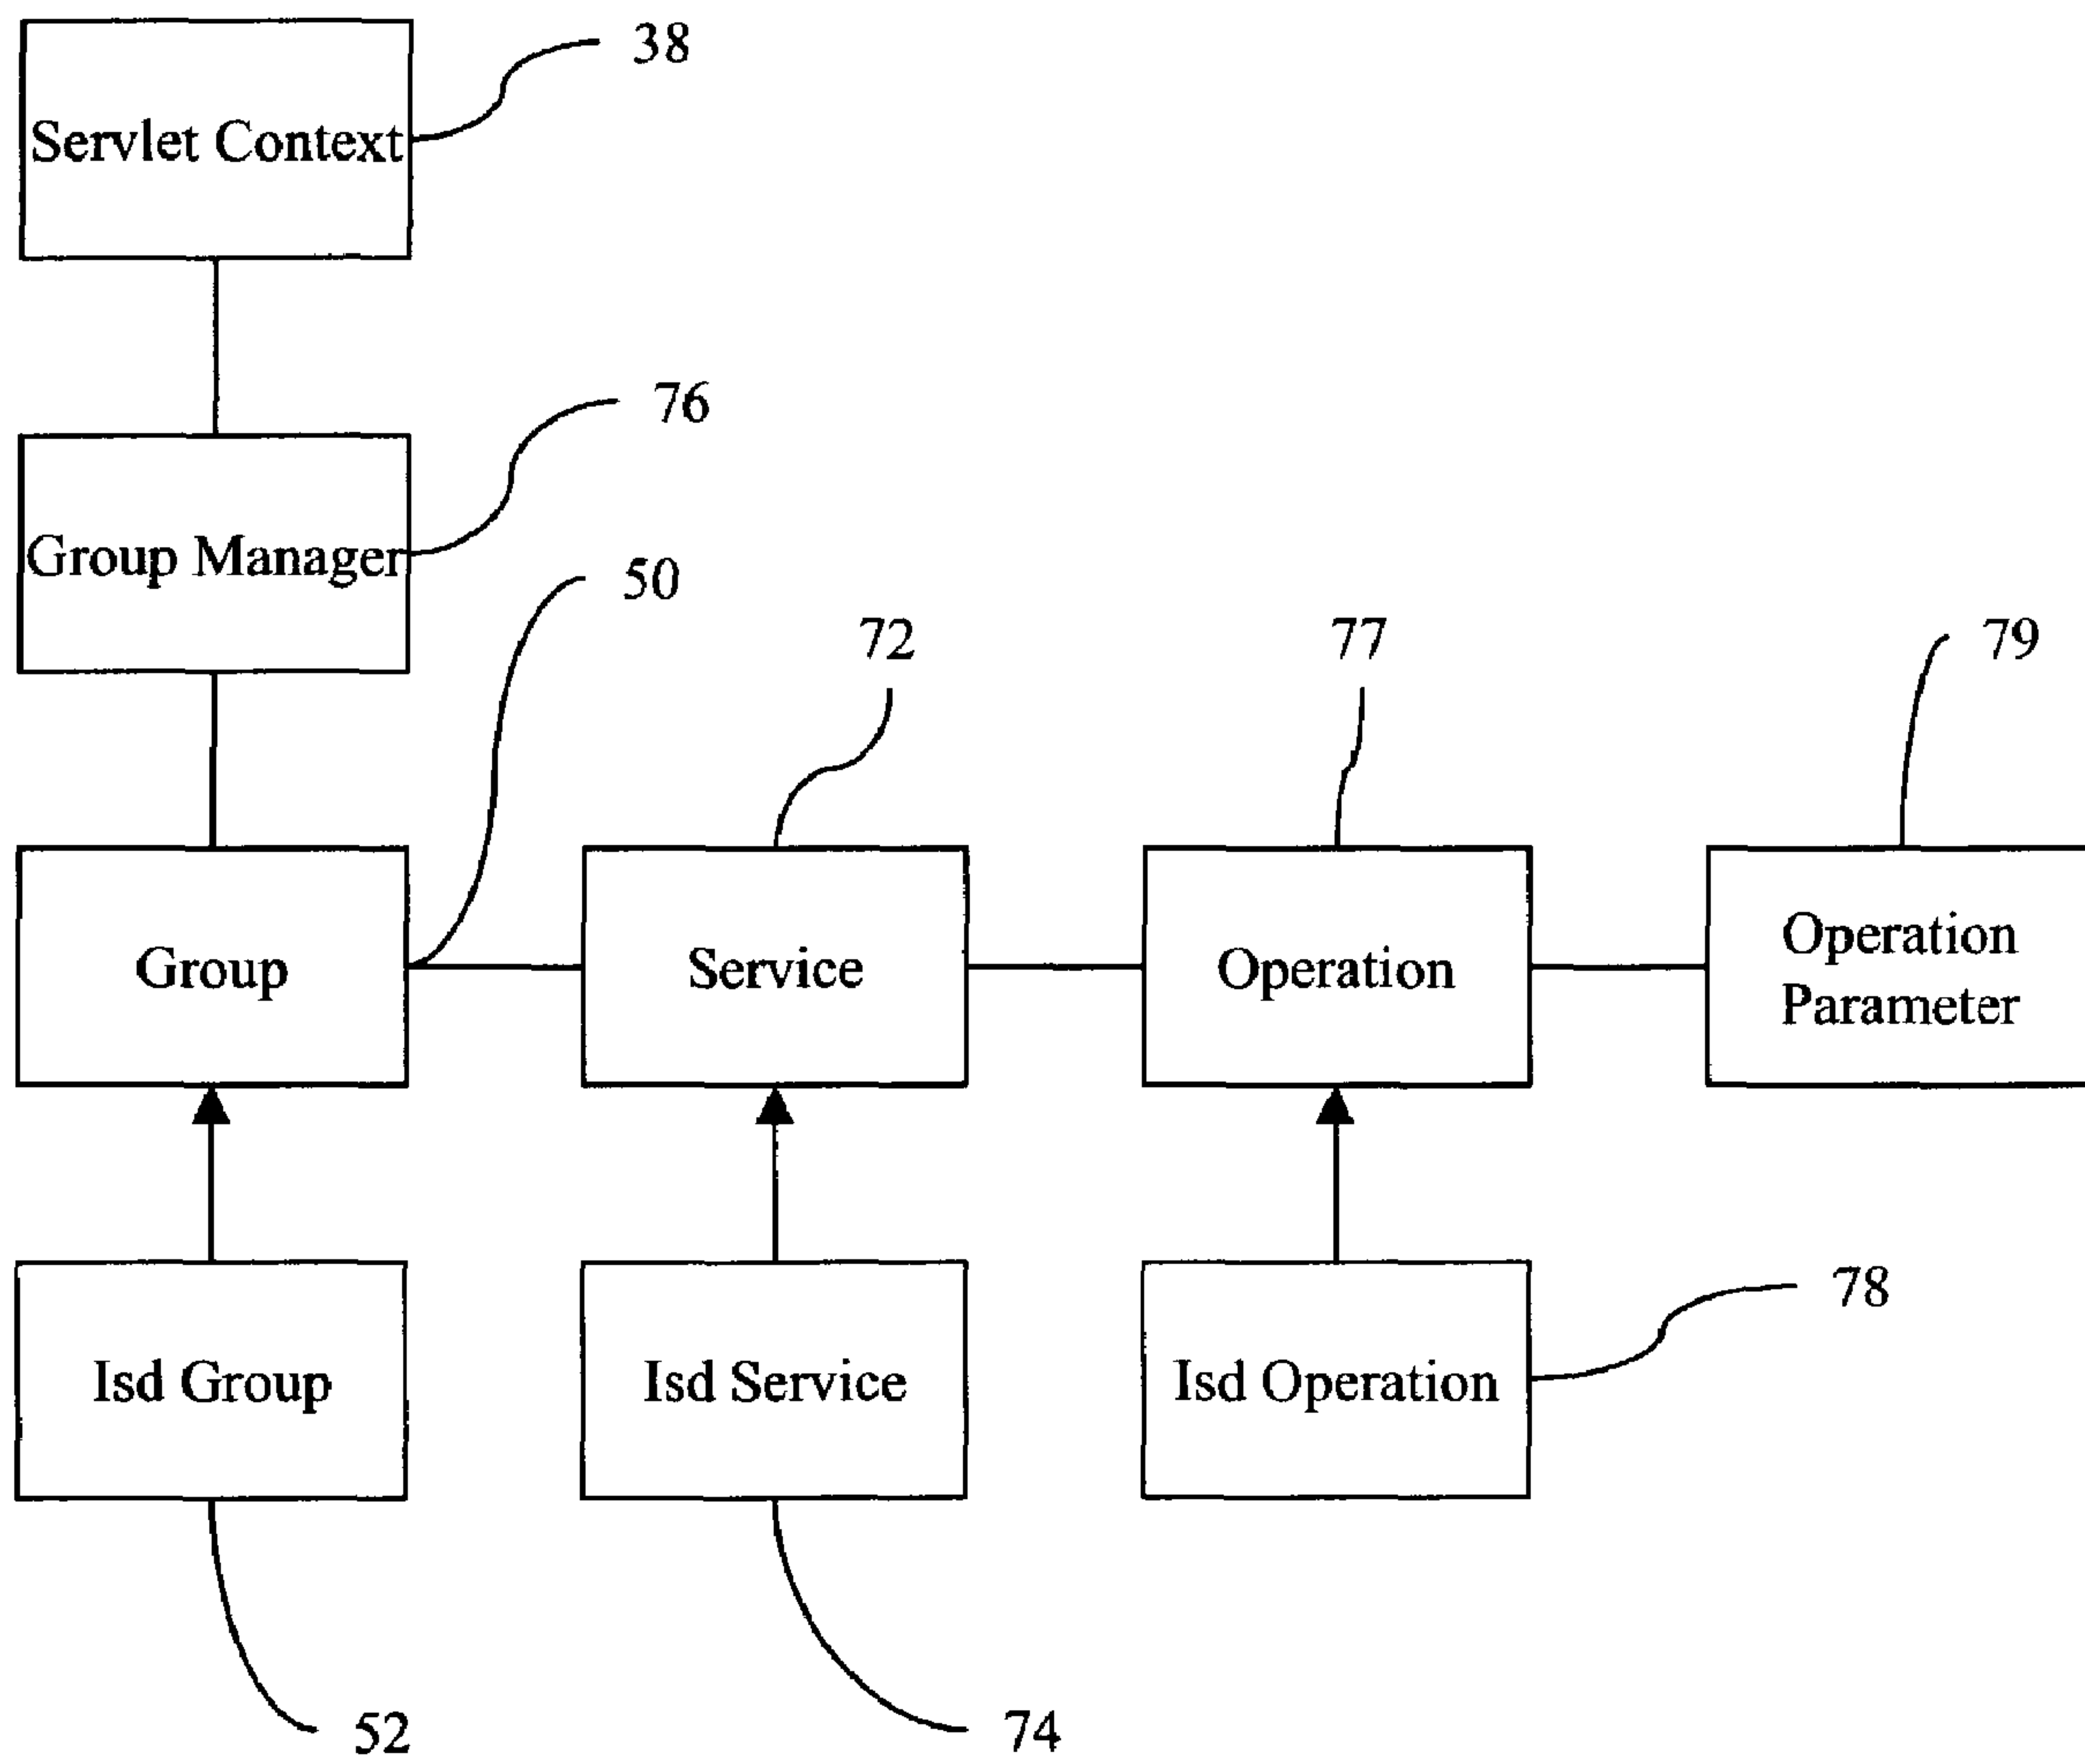 38
Servlet Context
76
Group Manager
50
72
77
79
Group
Service
Operation
Operation
Parameter
78
Isd Group
Isd Service
Isd Operation
52
74